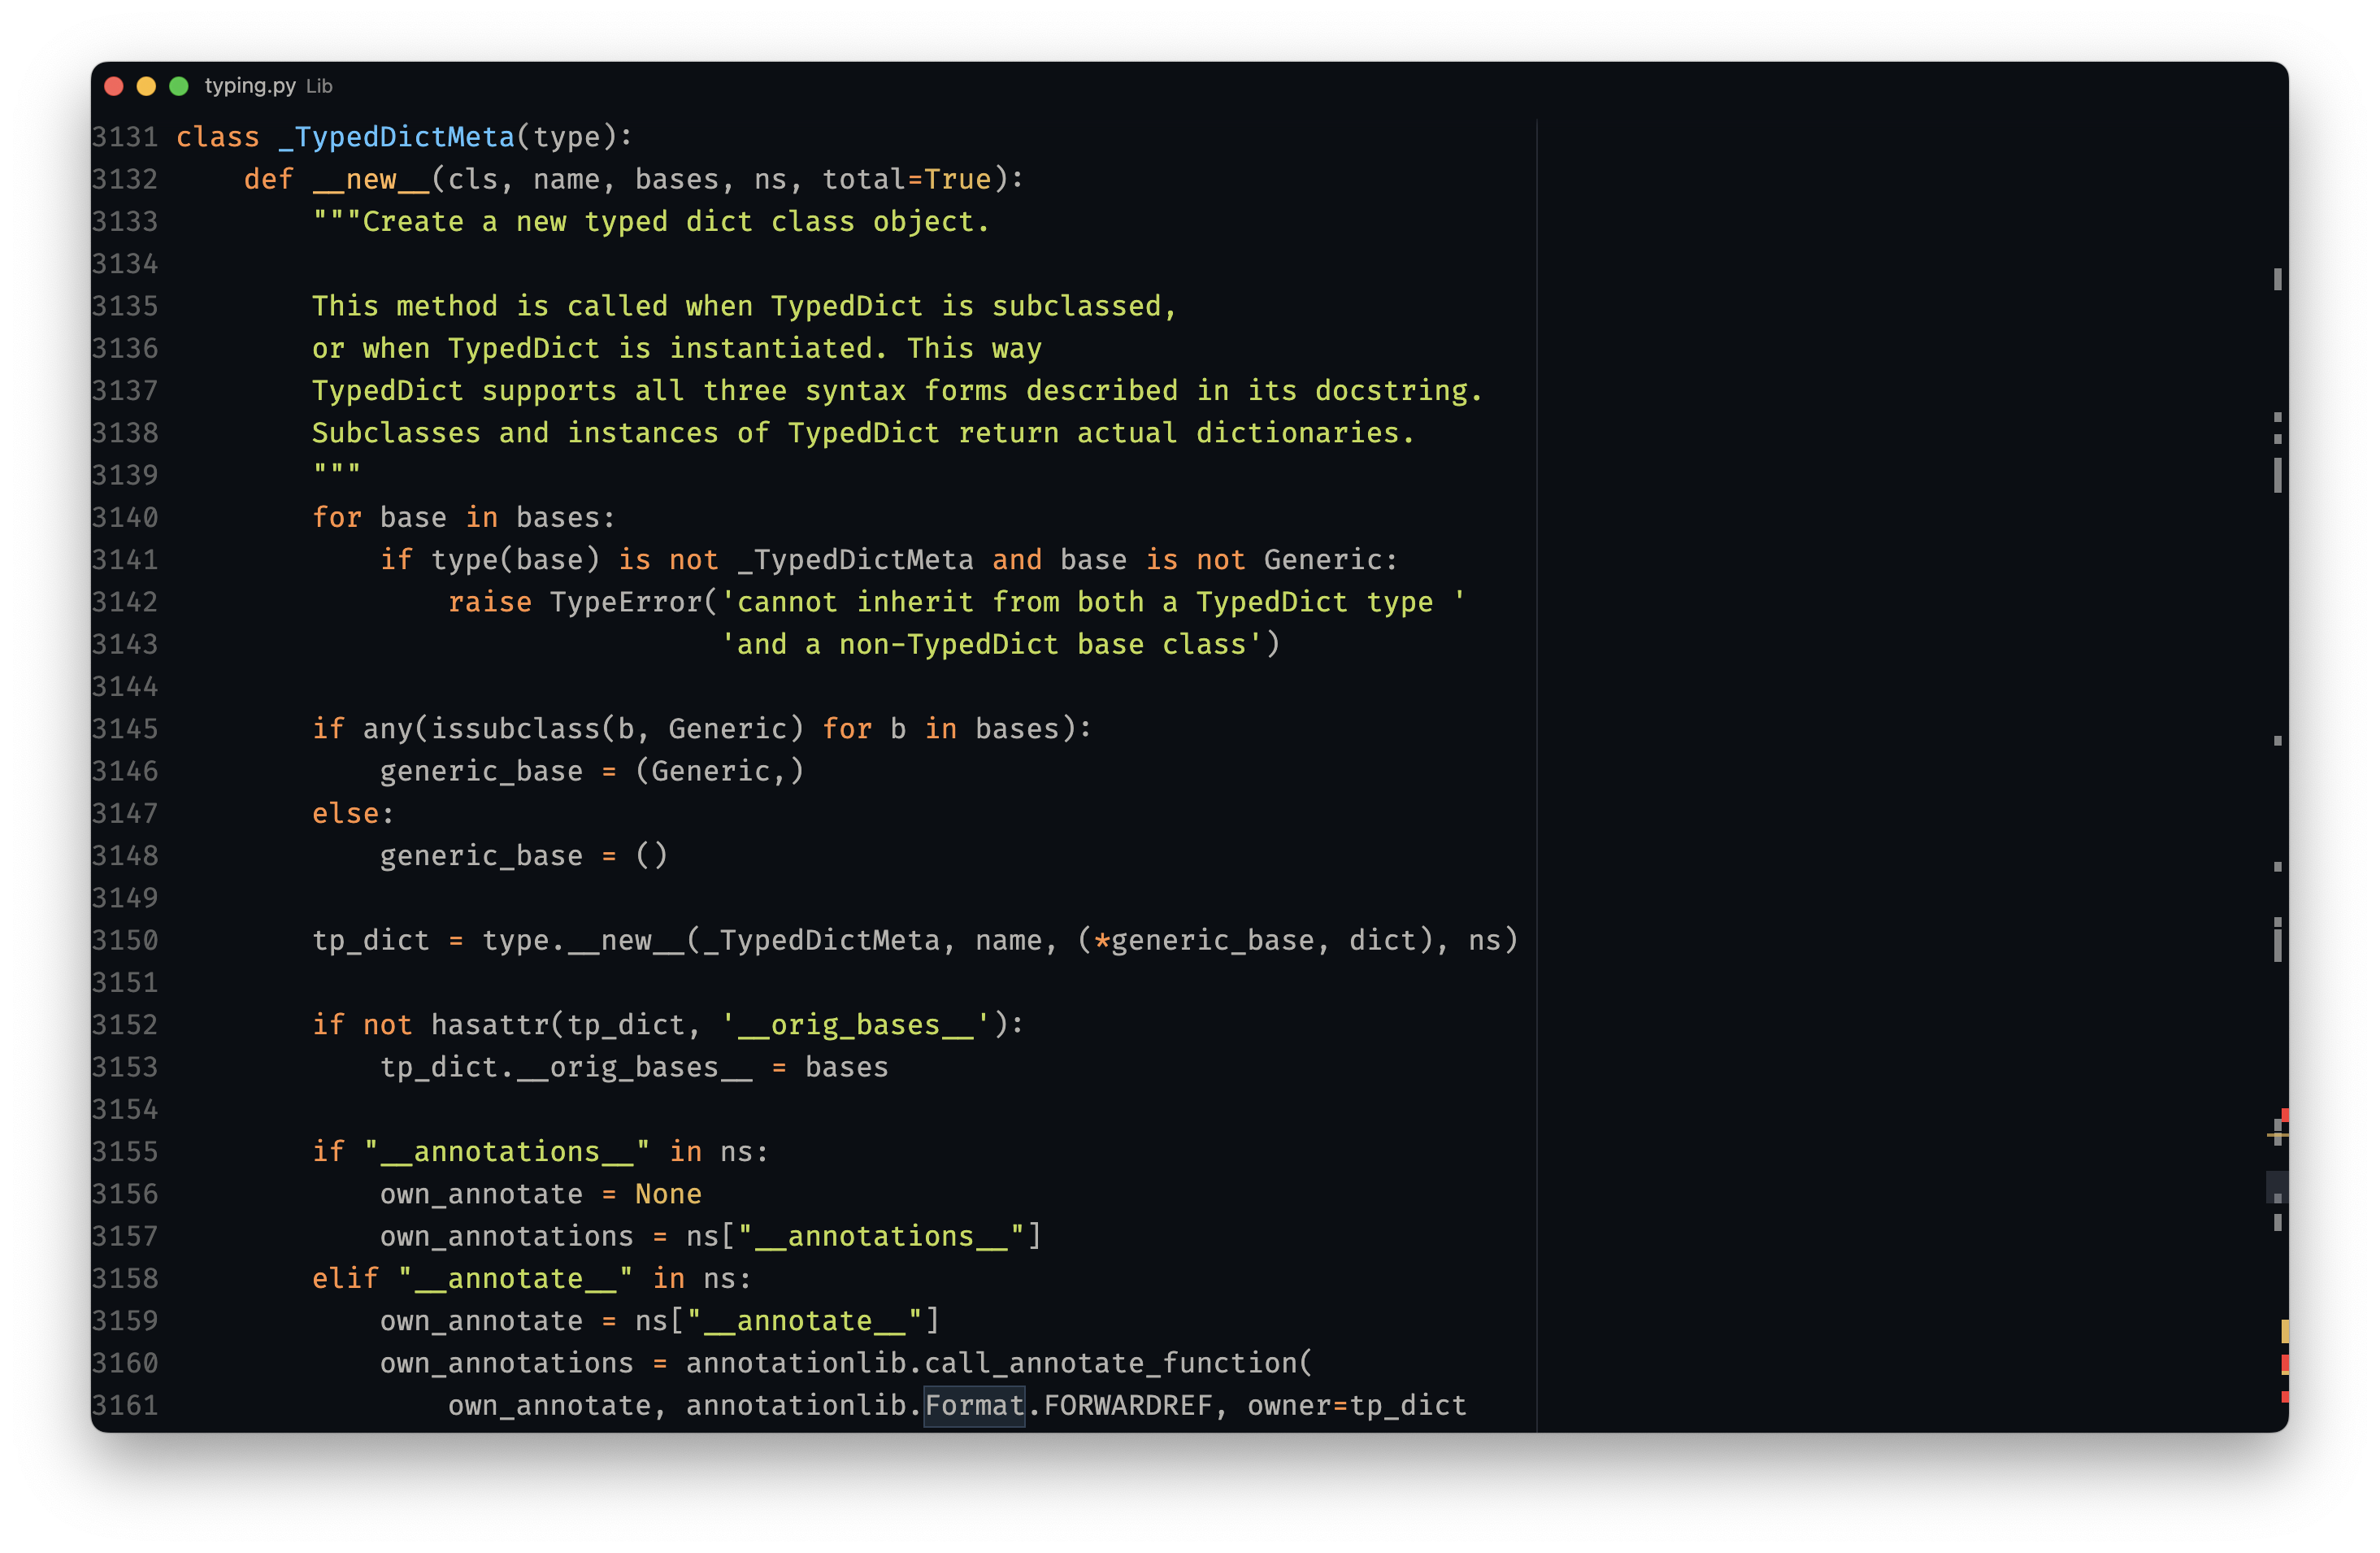 typing.py Lib
3131 class _TypedDictMeta(type):
3132     def __new__(cls, name, bases, ns, total=True):
3133         """Create a new typed dict class object.
3134
3135         This method is called when TypedDict is subclassed,
3136         or when TypedDict is instantiated. This way
3137         TypedDict supports all three syntax forms described in its docstring.
3138         Subclasses and instances of TypedDict return actual dictionaries.
3139         """
3140         for base in bases:
3141             if type(base) is not _TypedDictMeta and base is not Generic:
3142                 raise TypeError('cannot inherit from both a TypedDict type '
3143                                 'and a non-TypedDict base class')
3144
3145         if any(issubclass(b, Generic) for b in bases):
3146             generic_base = (Generic,)
3147         else:
3148             generic_base = ()
3149
3150         tp_dict = type.__new__(_TypedDictMeta, name, (*generic_base, dict), ns)
3151
3152         if not hasattr(tp_dict, '__orig_bases__'):
3153             tp_dict.__orig_bases__ = bases
3154
3155         if "__annotations__" in ns:
3156             own_annotate = None
3157             own_annotations = ns["__annotations__"]
3158         elif "__annotate__" in ns:
3159             own_annotate = ns["__annotate__"]
3160             own_annotations = annotationlib.call_annotate_function(
3161                 own_annotate, annotationlib.Format.FORWARDREF, owner=tp_dict